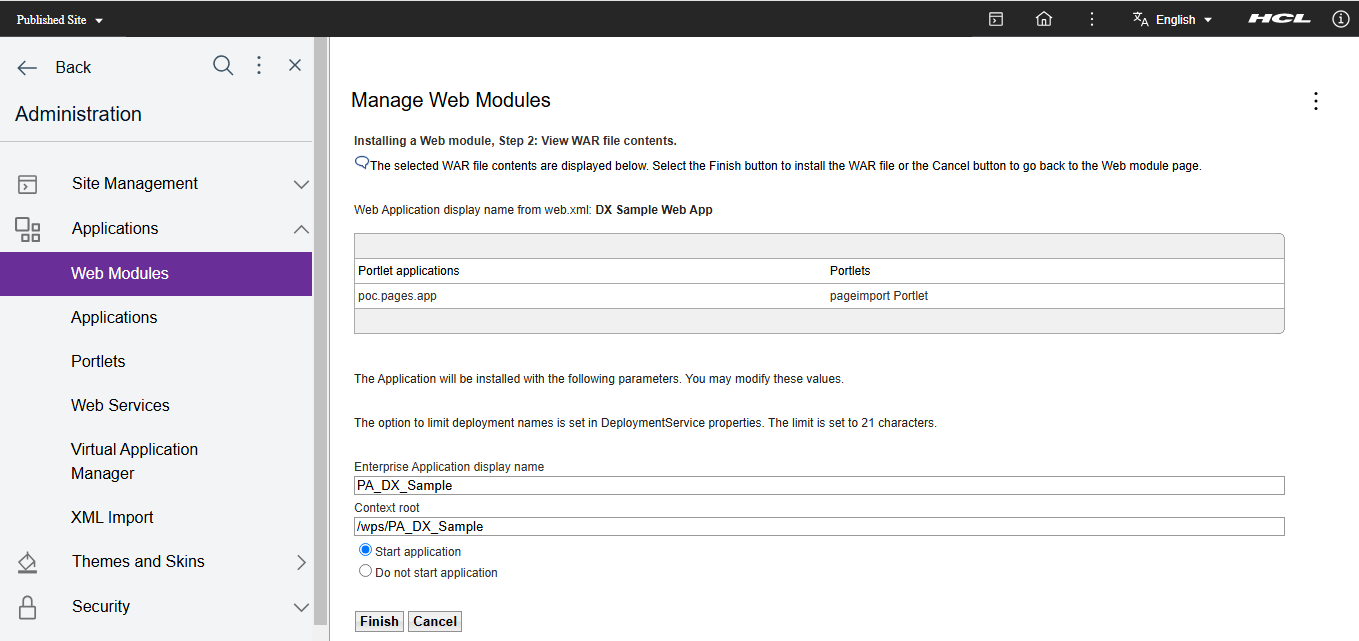 Published Site
English
HCL
Back
Administration
Site Management
Applications
Web Modules
Applications
Portlets
Web Services
Virtual Application
Manager
XML Import
Themes and Skins
Security
Manage Web Modules
Installing a Web module, Step 2: View WAR file contents.
The selected WAR file contents are displayed below. Select the Finish button to install the WAR file or the Cancel button to go back to the Web module page.
Web Application display name from web.xml: DX Sample Web App
Portlet applications Portlets
poc.pages.app pageimport Portlet
The Application will be installed with the following parameters. You may modify these values.
The option to limit deployment names is set in DeploymentService properties. The limit is set to 21 characters.
Enterprise Application display name
PA_DX_Sample
Context root
/wps/PA_DX_Sample
Start application
Do not start application
Finish Cancel